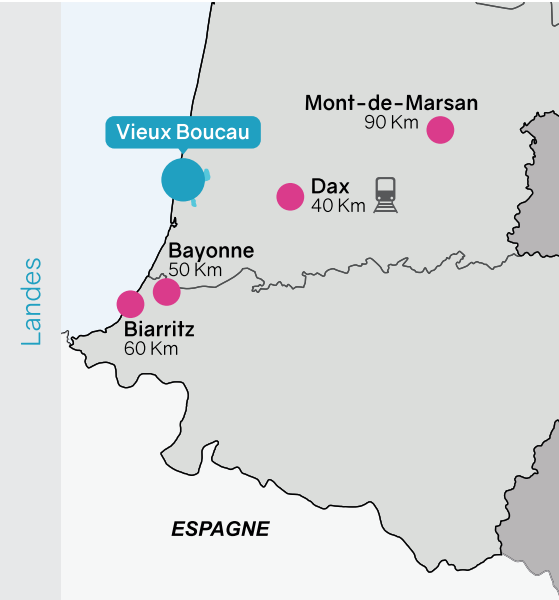 Mont-de-Marsan
90 Km
Vieux Boucau
Dax
40 Km
Bayonne
50 Km
Landes
Biarritz
60 Km
ESPAGNE